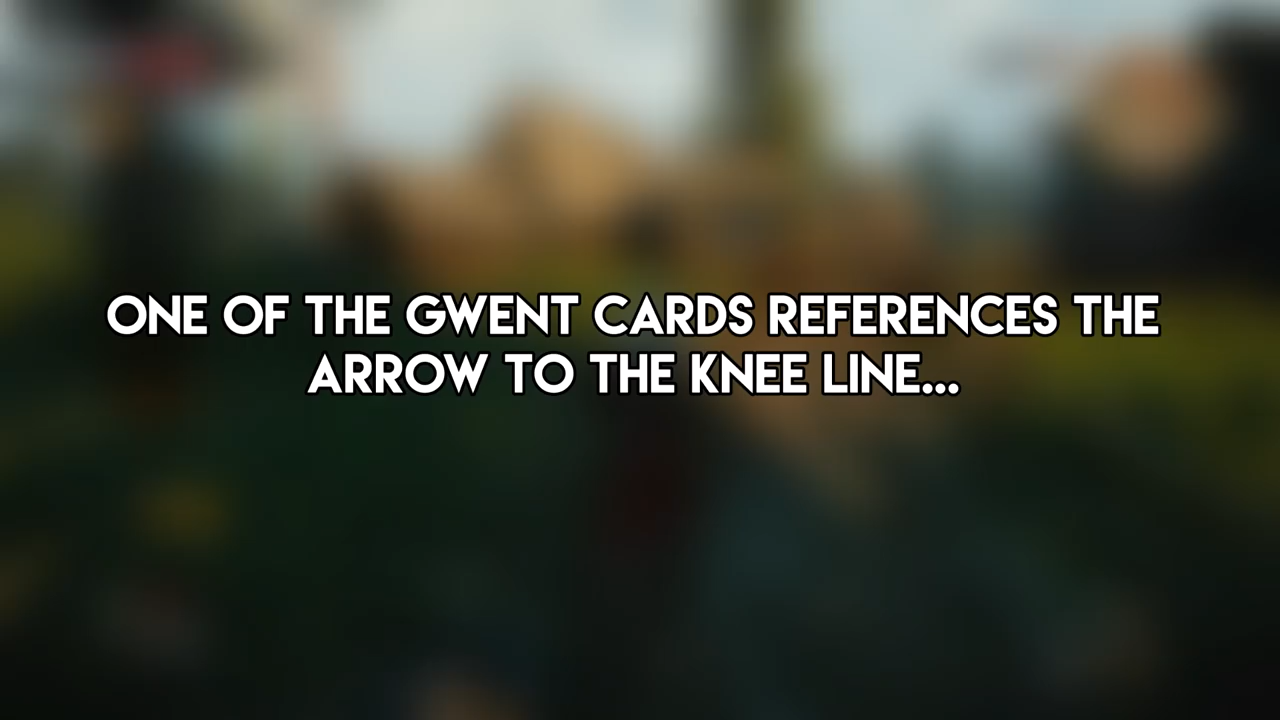 ONE OF THE GWENT CARDS REFERENCES THE
ARROW TO THE KNEE LINE...